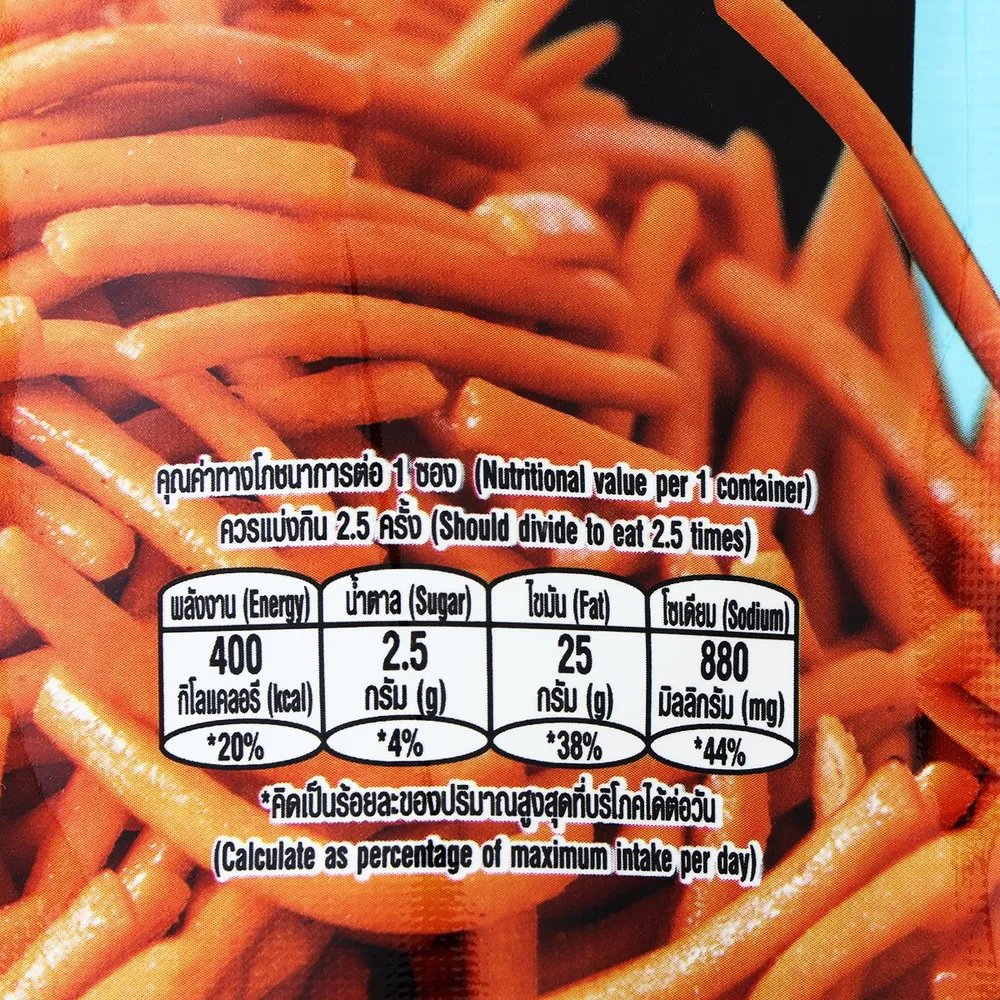 คุณค่าทางโภชนาการต่อ 1 ซอง (Nutritional value per 1 container)
ควรแบ่งกิน 2.5 ครั้ง (Should divide to eat 2.5 times)
พลังงาน (Energy) น้ำตาล (Sugar) ไขมัน (Fat) โซเดียม (Sodium)
400 2.5 25 880
กิโลแคลอรี (kcal) กรัม (g) กรัม (g) มิลลิกรัม (mg)
*20% *4% *38% *44%
*คิดเป็นร้อยละของปริมาณสูงสุดที่บริโภคได้ต่อวัน
(Calculate as percentage of maximum intake per day)